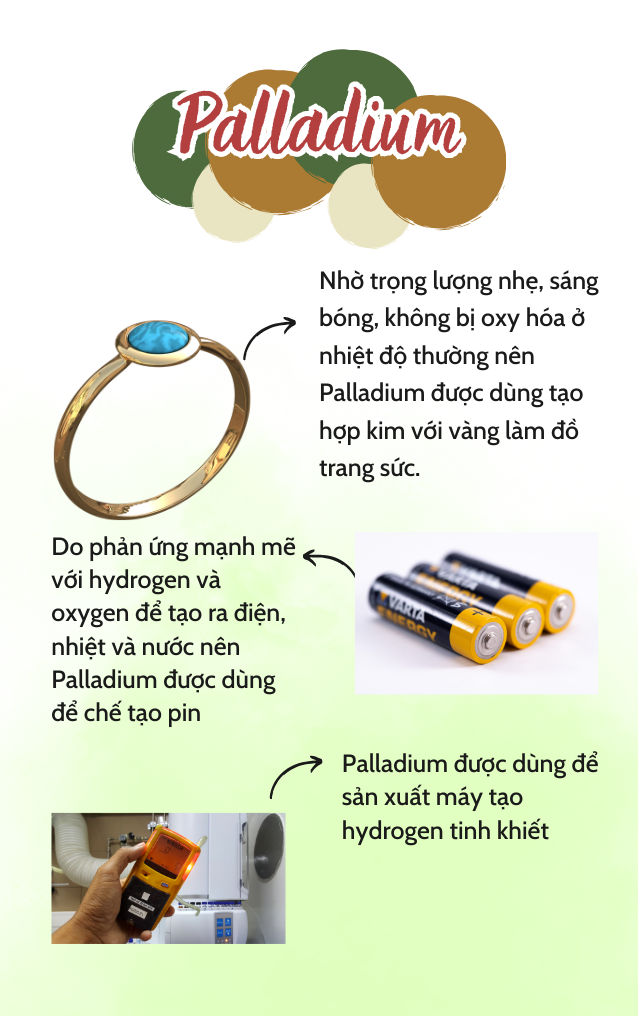 Palladium
Nhờ trọng lượng nhẹ, sáng
bóng, không bị oxy hóa ở
nhiệt độ thường nên
Palladium được dùng tạo
hợp kim với vàng làm đồ
trang sức.
Do phản ứng mạnh mẽ
với hydrogen và
oxygen để tạo ra điện,
nhiệt và nước nên
Palladium được dùng
để chế tạo pin
VARTA
ENERGY
Palladium được dùng để
sản xuất máy tạo
hydrogen tinh khiết